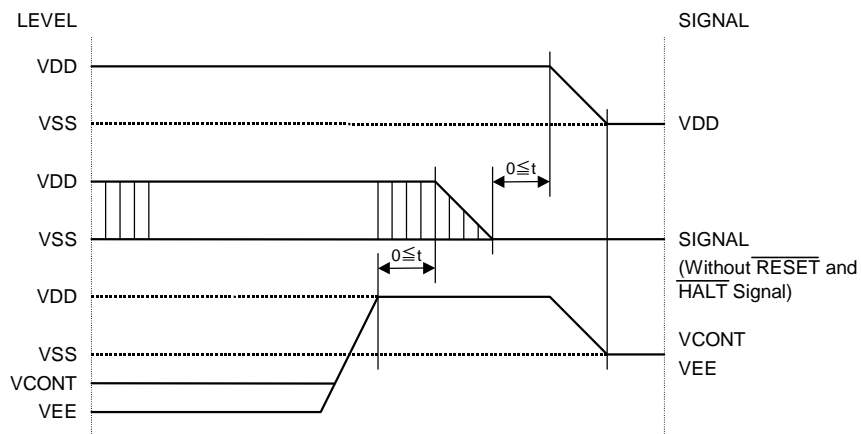 LEVEL
SIGNAL
VDD
VSS
VDD
VDD
0≦t
VSS
SIGNAL
(Without RESET and
HALT Signal)
0≦t
VDD
VSS
VCONT
VEE
VCONT
VEE